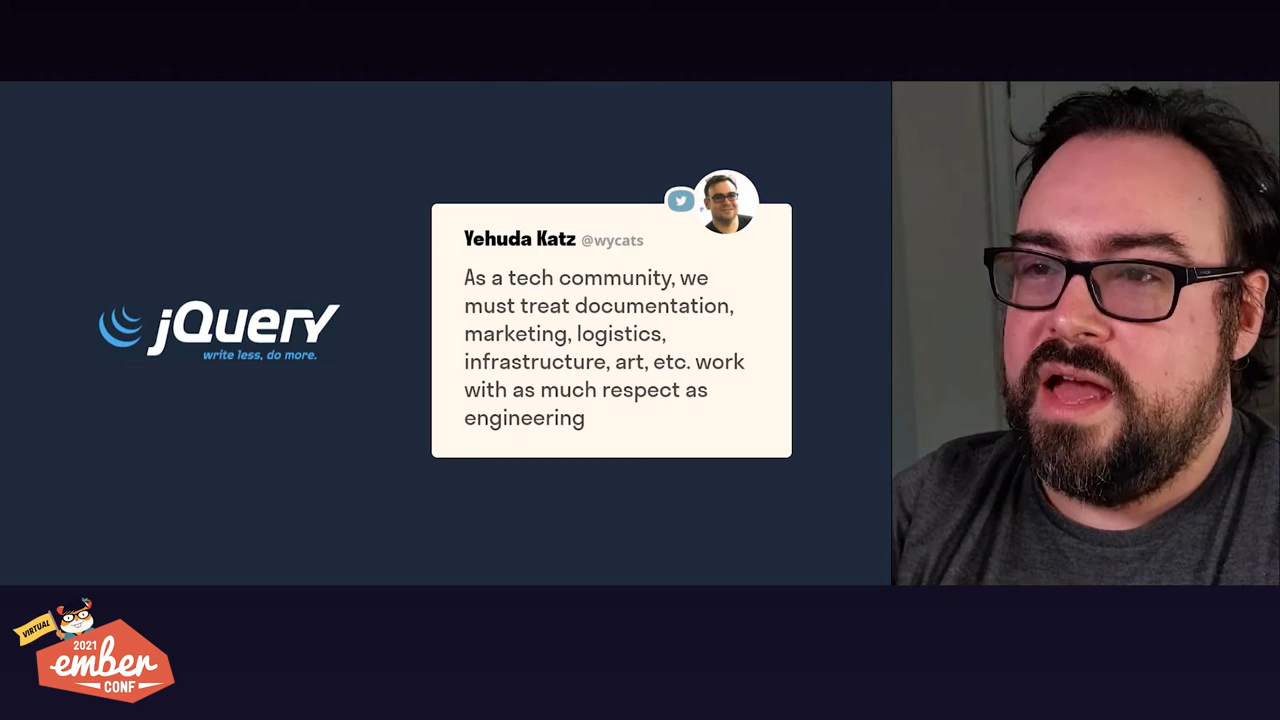 jQuery
write less, do more.
Yehuda Katz @wycats
As a tech community, we
must treat documentation,
marketing, logistics,
infrastructure, art, etc. work
with as much respect as
engineering
VIRTUAL
2021
ember
CONF